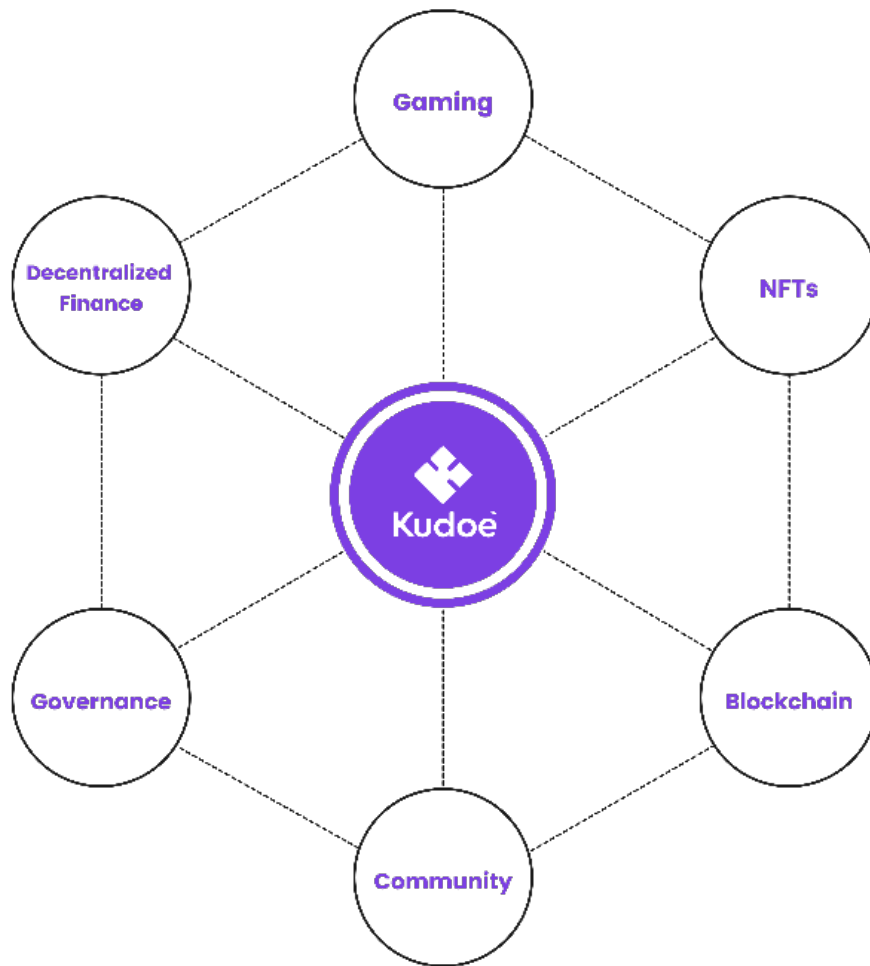 Gaming
Decentralized
Finance
NFTs
Kudoe`
Governance
Blockchain
Community